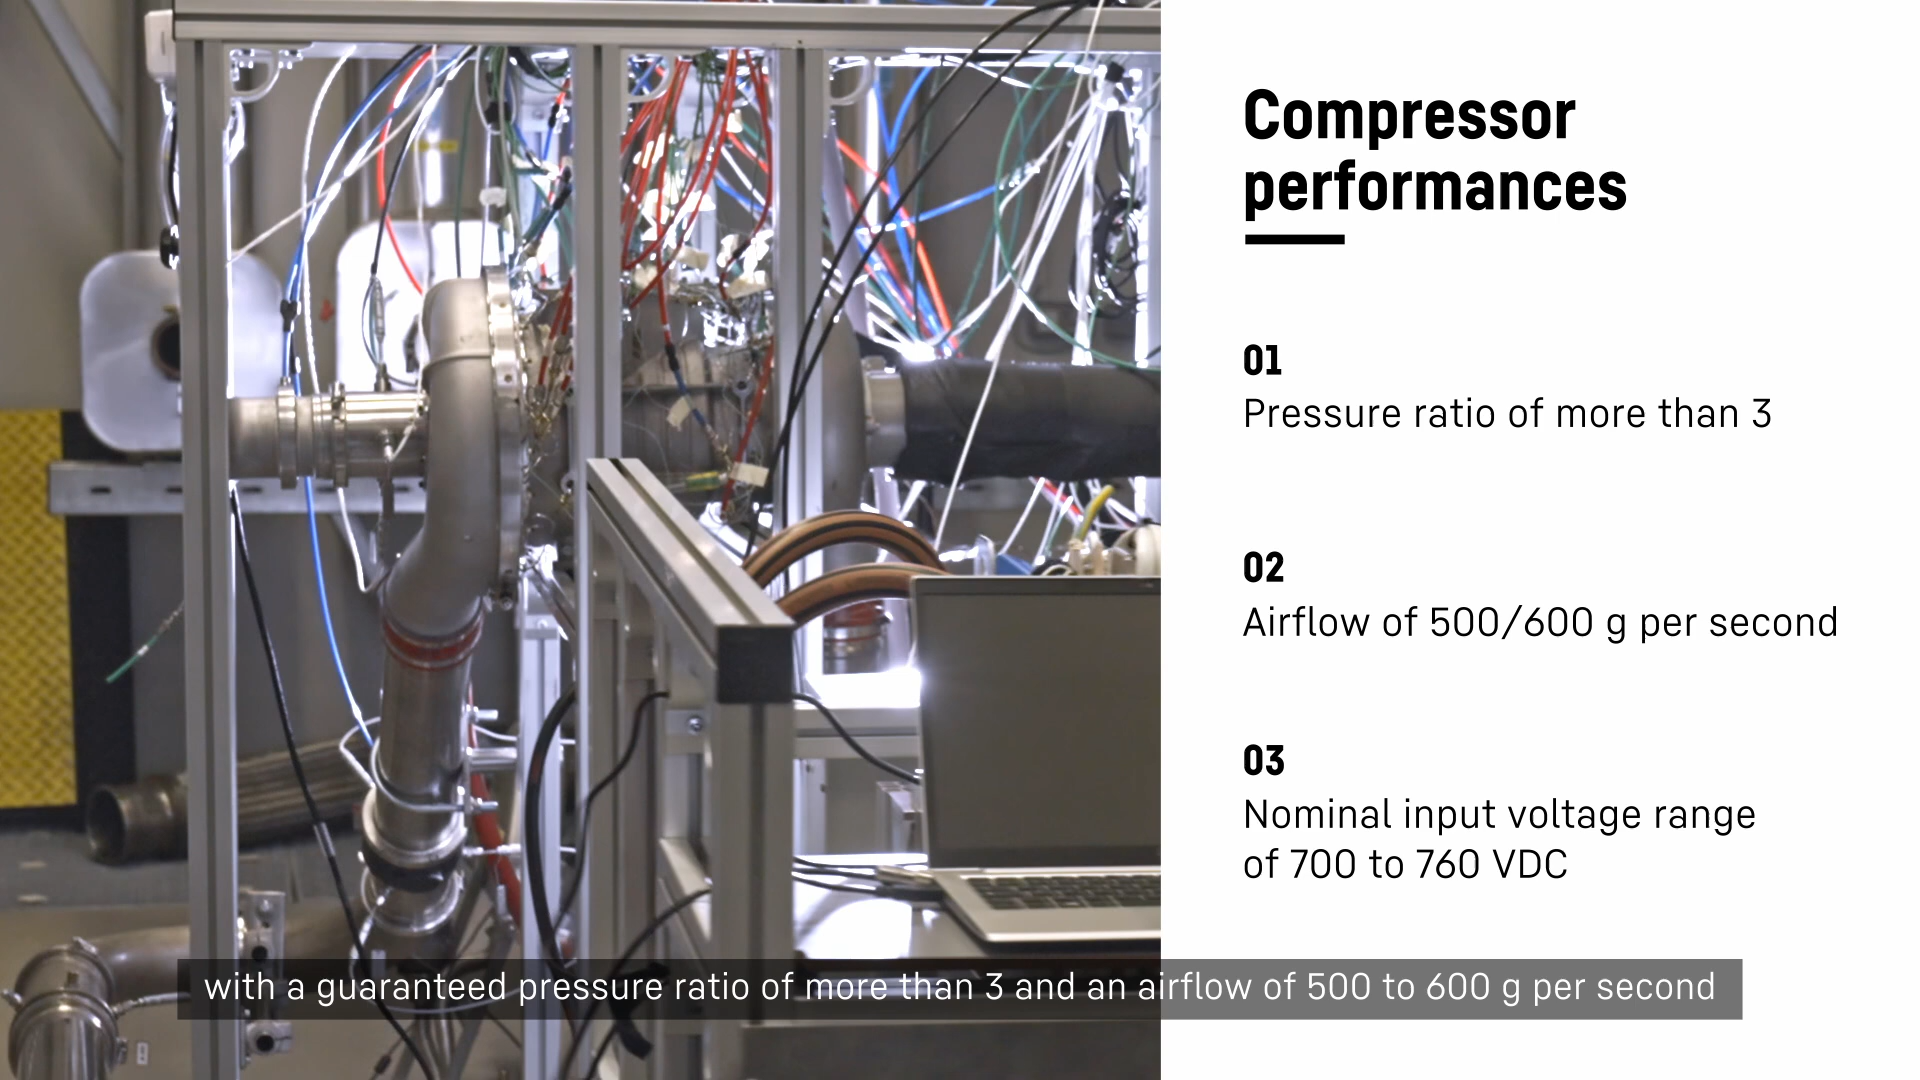 Compressor
performances
01
Pressure ratio of more than 3
02
Airflow of 500/600 g per second
03
Nominal input voltage range
of 700 to 760 VDC
with a guaranteed pressure ratio of more than 3 and an airflow of 500 to 600 g per second